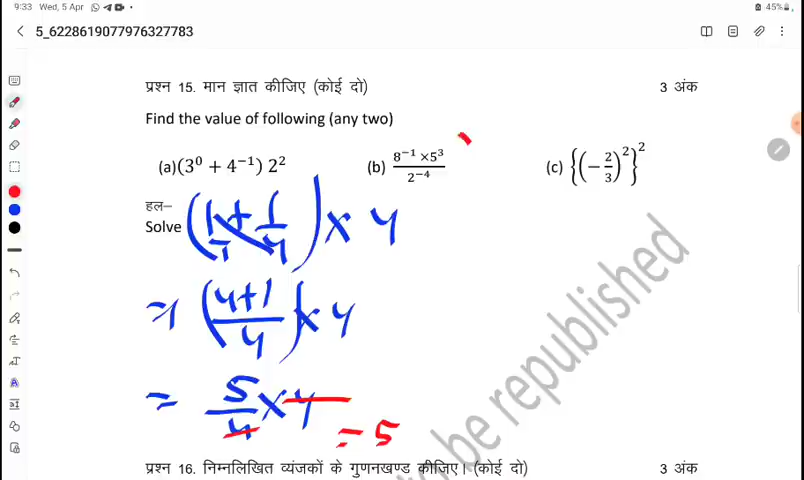 9:33 Wed, 5 Apr
45%
5_6228619077976327783
प्रश्न 15. मान ज्ञात कीजिए (कोई दो) 3 अंक
Find the value of following (any two)
(a) (3⁰ + 4⁻¹) 2² (b) (8⁻¹ × 5³)/(2⁻⁴) (c) {(-2/3)²}²
हल–
Solve (1/1 + 1/4) × 4
= ((4+1)/4) × 4
= 5/4 × 4 = 5
to be republished
प्रश्न 16. निम्नलिखित व्यंजकों के गुणनखण्ड कीजिए। (कोई दो) 3 अंक